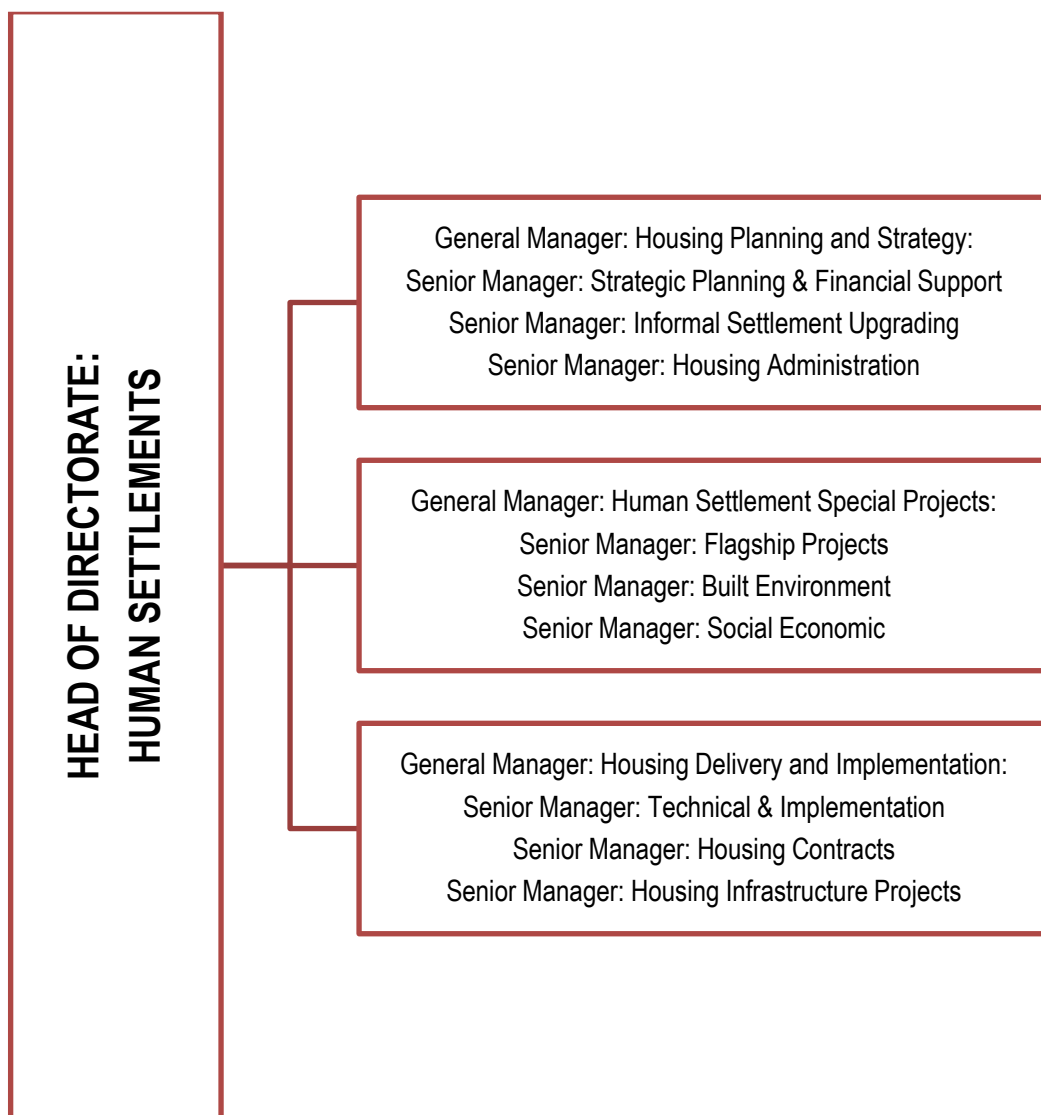 HEAD OF DIRECTORATE:
HUMAN SETTLEMENTS
General Manager: Housing Planning and Strategy:
Senior Manager: Strategic Planning & Financial Support
Senior Manager: Informal Settlement Upgrading
Senior Manager: Housing Administration
General Manager: Human Settlement Special Projects:
Senior Manager: Flagship Projects
Senior Manager: Built Environment
Senior Manager: Social Economic
General Manager: Housing Delivery and Implementation:
Senior Manager: Technical & Implementation
Senior Manager: Housing Contracts
Senior Manager: Housing Infrastructure Projects